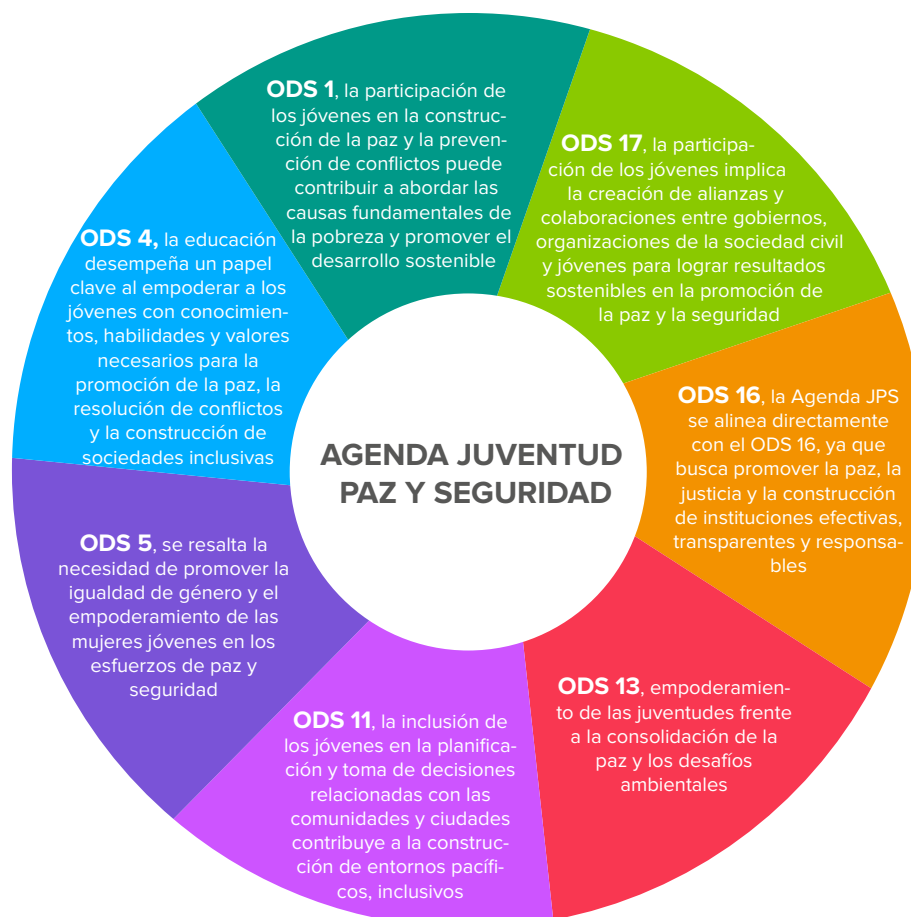 ODS 1, la participación de
los jóvenes en la construc-
ción de la paz y la preven-
ción de conflictos puede
contribuir a abordar las
causas fundamentales de
la pobreza y promover el
desarrollo sostenible
ODS 17, la participa-
ción de los jóvenes implica
la creación de alianzas y
colaboraciones entre gobiernos,
organizaciones de la sociedad civil
y jóvenes para lograr resultados
sostenibles en la promoción de
la paz y la seguridad
ODS 16, la Agenda JPS
se alinea directamente
con el ODS 16, ya que
busca promover la paz, la
justicia y la construcción
de instituciones efectivas,
transparentes y responsa-
bles
ODS 13, empoderamien-
to de las juventudes frente
a la consolidación de la
paz y los desafíos
ambientales
ODS 11, la inclusión de
los jóvenes en la planifica-
ción y toma de decisiones
relacionadas con las
comunidades y ciudades
contribuye a la construc-
ción de entornos pacífi-
cos, inclusivos
ODS 5, se resalta la
necesidad de promover la
igualdad de género y el
empoderamiento de las
mujeres jóvenes en los
esfuerzos de paz y
seguridad
ODS 4, la educación
desempeña un papel
clave al empoderar a los
jóvenes con conocimien-
tos, habilidades y valores
necesarios para la
promoción de la paz, la
resolución de conflictos
y la construcción de
sociedades inclusivas
AGENDA JUVENTUD
PAZ Y SEGURIDAD